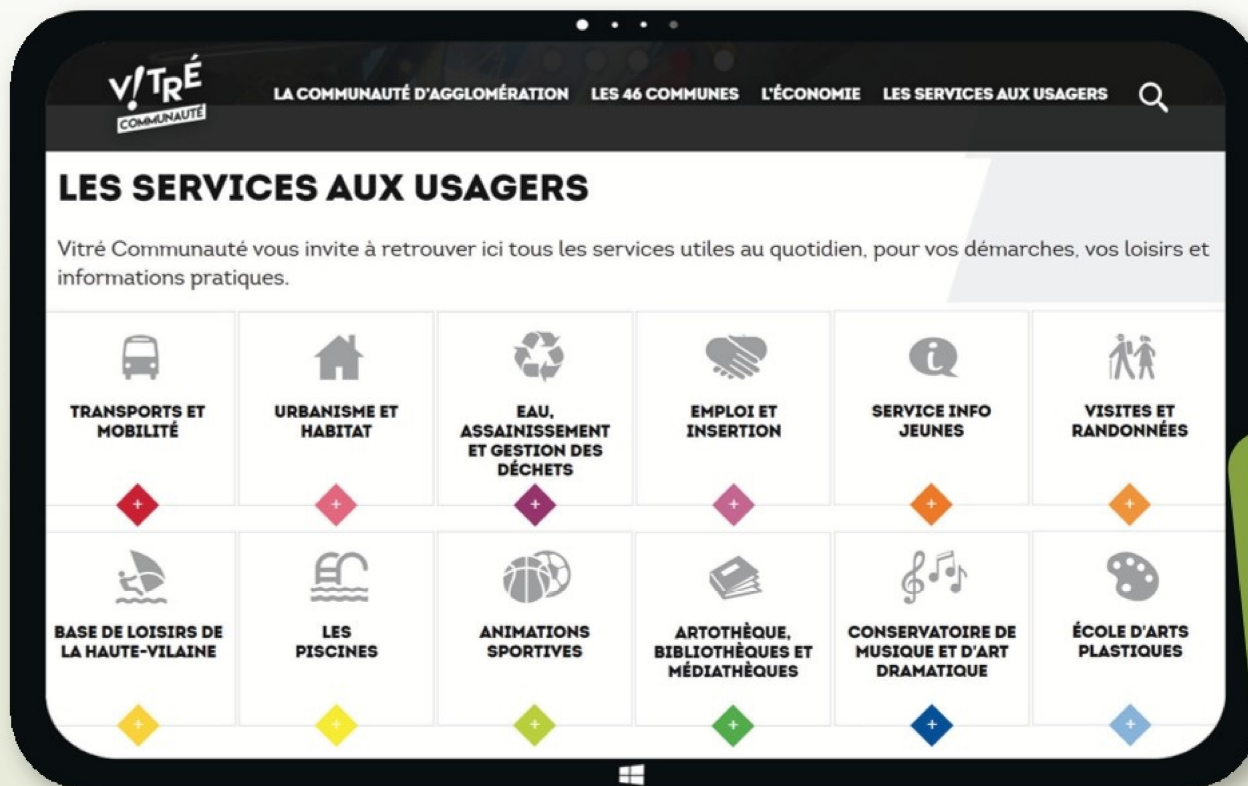 V!TRÉ
COMMUNAUTÉ
LA COMMUNAUTÉ D'AGGLOMÉRATION LES 46 COMMUNES L'ÉCONOMIE LES SERVICES AUX USAGERS
LES SERVICES AUX USAGERS
Vitré Communauté vous invite à retrouver ici tous les services utiles au quotidien, pour vos démarches, vos loisirs et
informations pratiques.
TRANSPORTS ET
MOBILITÉ
+
URBANISME ET
HABITAT
+
EAU,
ASSAINISSEMENT
ET GESTION DES
DÉCHETS
+
EMPLOI ET
INSERTION
+
SERVICE INFO
JEUNES
+
VISITES ET
RANDONNÉES
+
BASE DE LOISIRS DE
LA HAUTE-VILAINE
+
LES
PISCINES
+
ANIMATIONS
SPORTIVES
+
ARTOTHÈQUE,
BIBLIOTHÈQUES ET
MÉDIATHÈQUES
+
CONSERVATOIRE DE
MUSIQUE ET D'ART
DRAMATIQUE
+
ÉCOLE D'ARTS
PLASTIQUES
+